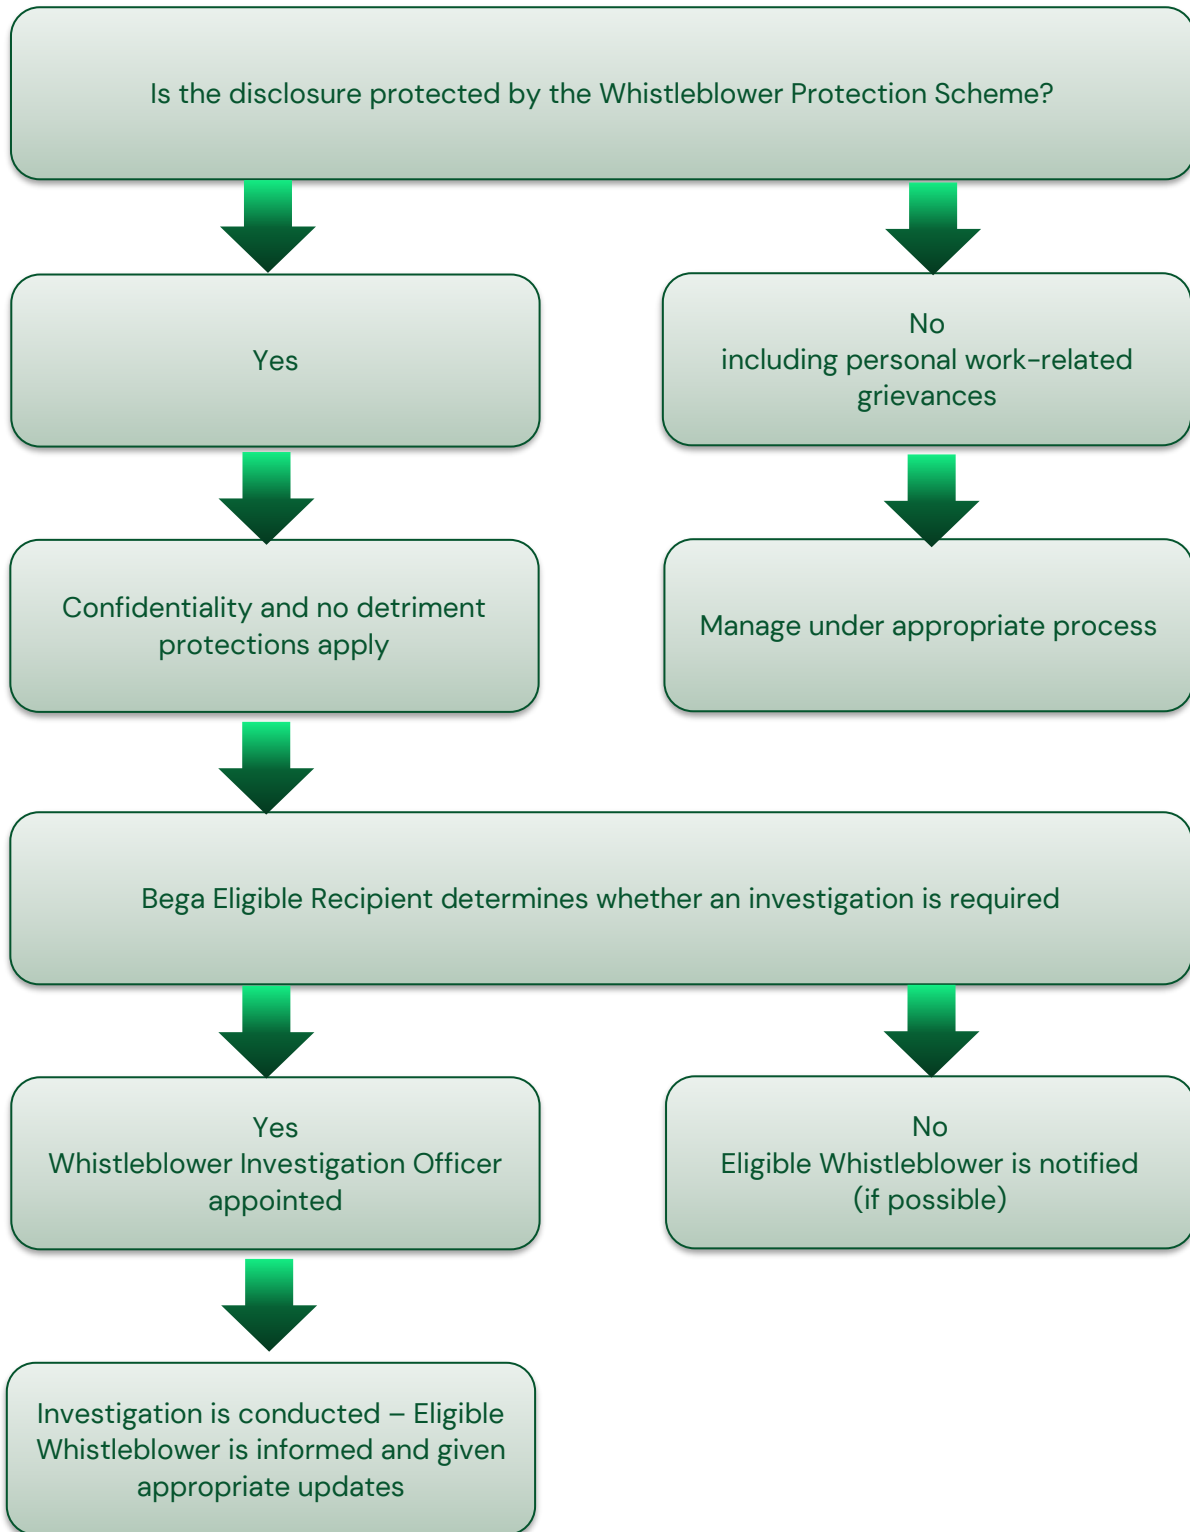 Is the disclosure protected by the Whistleblower Protection Scheme?
Yes
No
including personal work-related
grievances
Confidentiality and no detriment
protections apply
Manage under appropriate process
Bega Eligible Recipient determines whether an investigation is required
Yes
Whistleblower Investigation Officer
appointed
No
Eligible Whistleblower is notified
(if possible)
Investigation is conducted – Eligible
Whistleblower is informed and given
appropriate updates